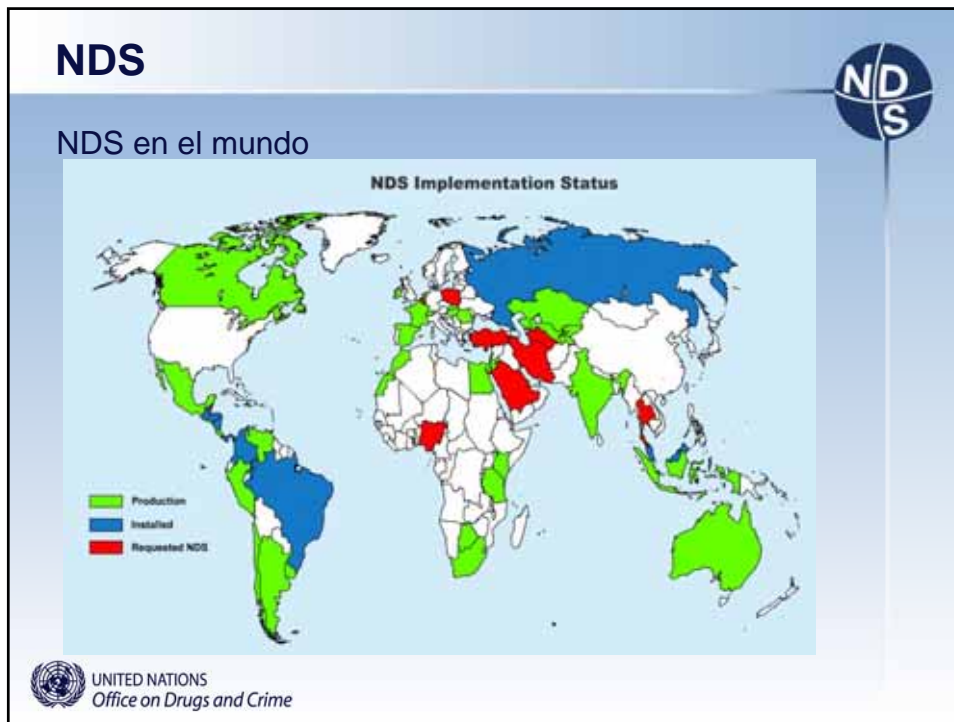 NDS
ND
S
NDS en el mundo
NDS Implementation Status
Production
Installed
Requested NDS
UNITED NATIONS
Office on Drugs and Crime